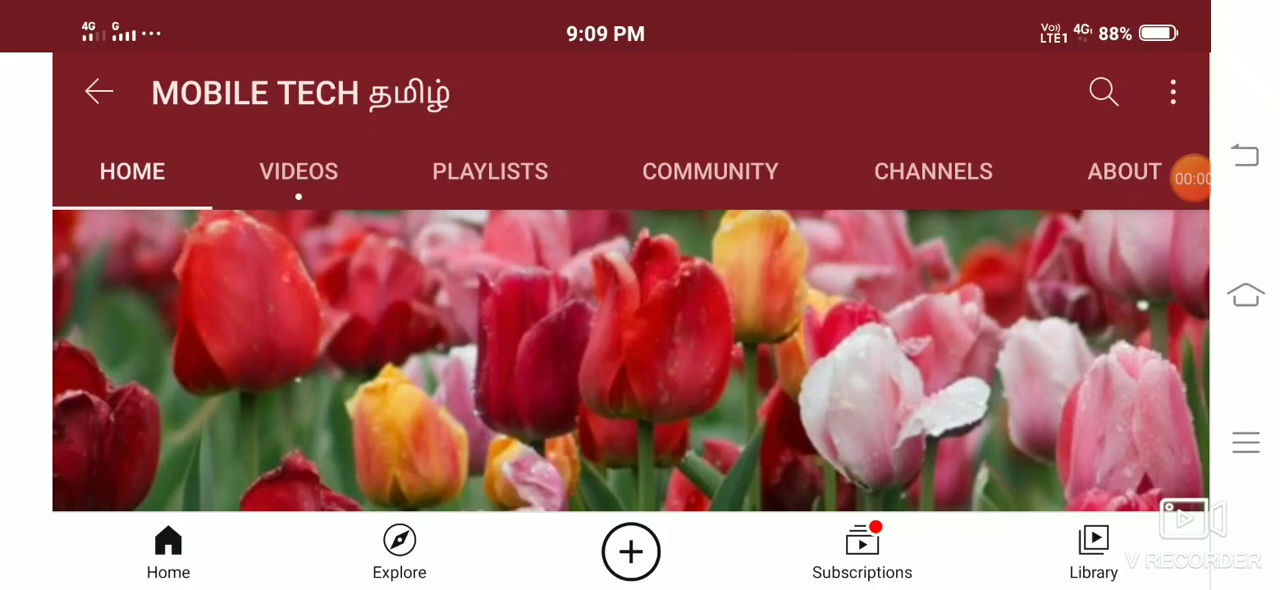 4G G 9:09 PM Vo)) LTE1 4G 88%
MOBILE TECH தமிழ்
HOME VIDEOS PLAYLISTS COMMUNITY CHANNELS ABOUT
00:00
Home Explore Subscriptions Library
V RECORDER